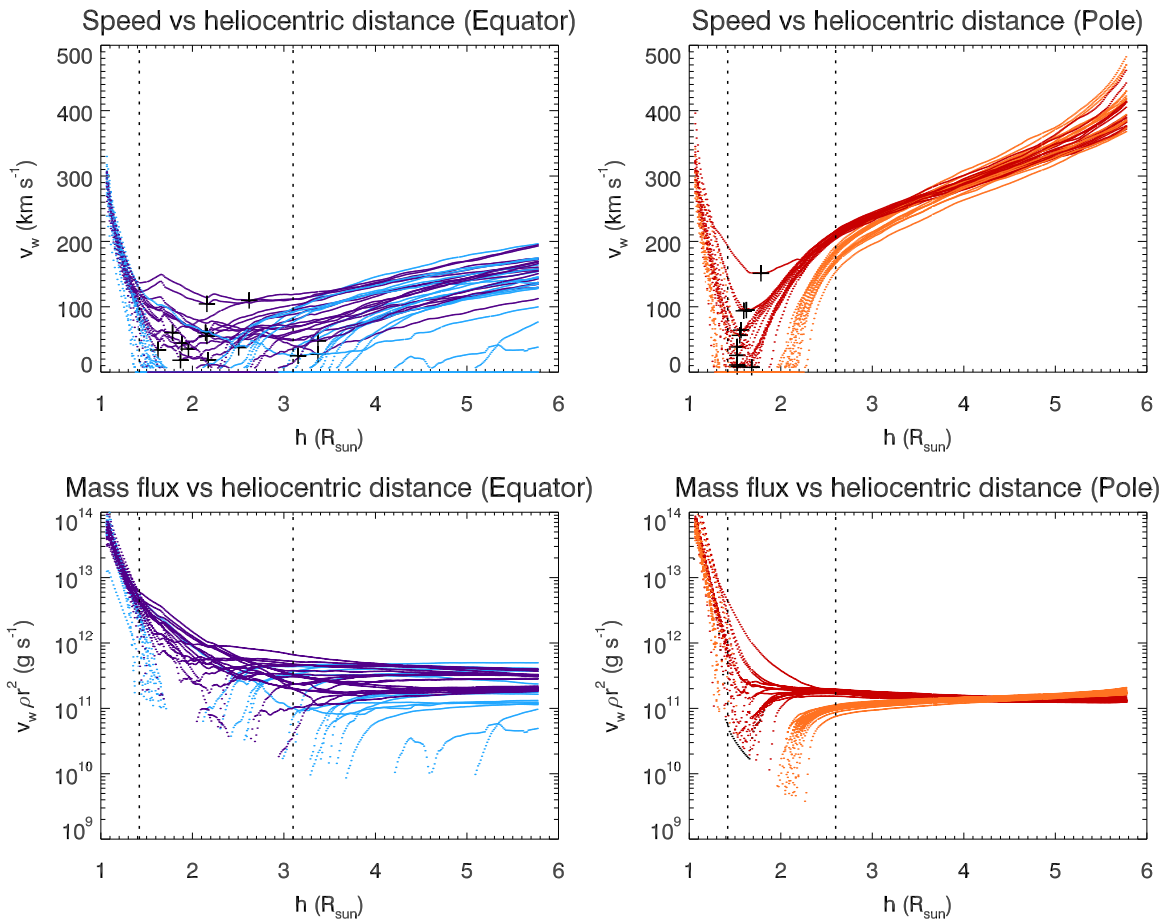 Speed vs heliocentric distance (Equator)
500
400
300
200
100
0
v_w (km s^-1)
1 2 3 4 5 6
h (R_sun)
Speed vs heliocentric distance (Pole)
500
400
300
200
100
0
v_w (km s^-1)
1 2 3 4 5 6
h (R_sun)
Mass flux vs heliocentric distance (Equator)
10^14
10^13
10^12
10^11
10^10
10^9
v_w ρr^2 (g s^-1)
1 2 3 4 5 6
h (R_sun)
Mass flux vs heliocentric distance (Pole)
10^14
10^13
10^12
10^11
10^10
10^9
v_w ρr^2 (g s^-1)
1 2 3 4 5 6
h (R_sun)